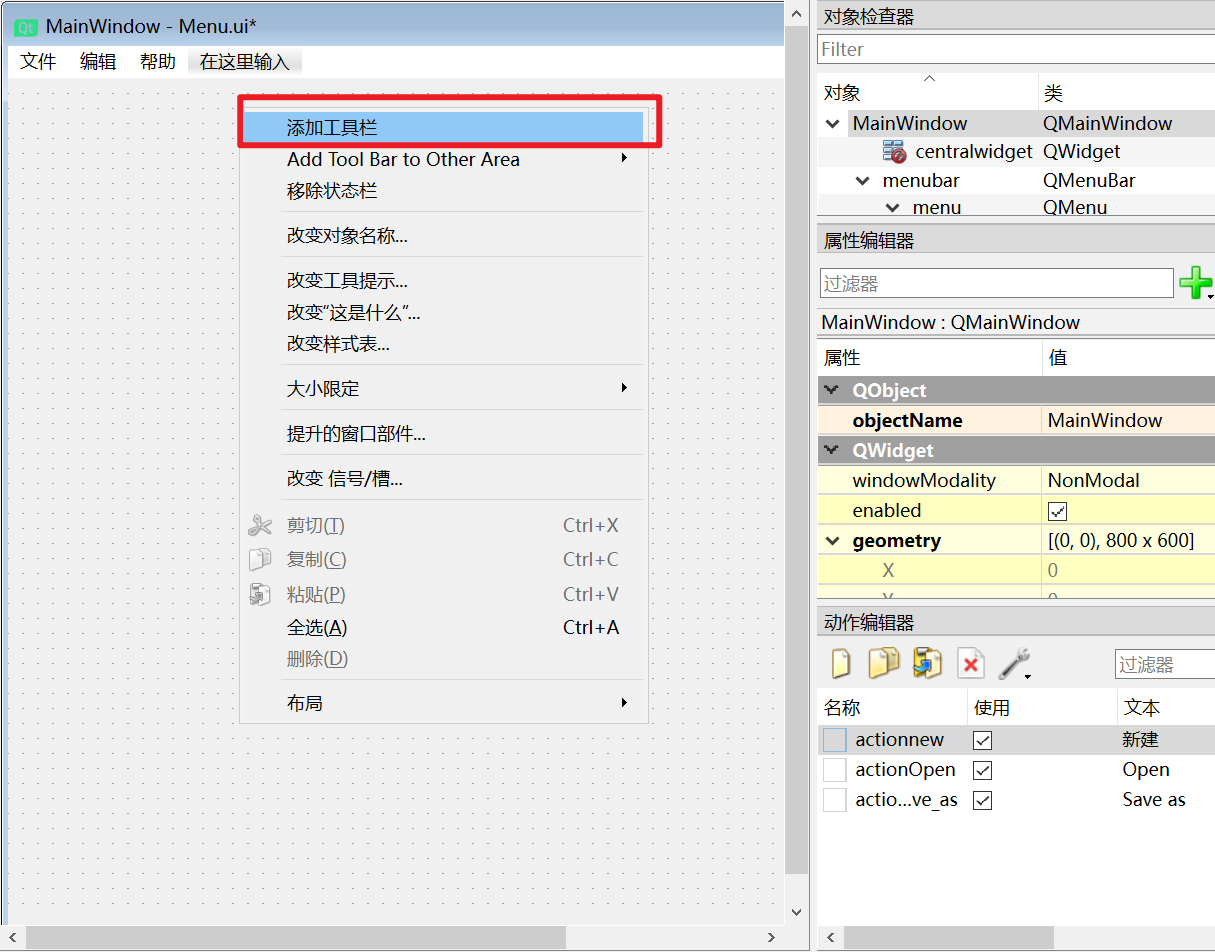 MainWindow - Menu.ui*
文件 编辑 帮助 在这里输入
添加工具栏
Add Tool Bar to Other Area
移除状态栏
改变对象名称...
改变工具提示...
改变“这是什么”...
改变样式表...
大小限定
提升的窗口部件...
改变 信号/槽...
剪切(T) Ctrl+X
复制(C) Ctrl+C
粘贴(P) Ctrl+V
全选(A) Ctrl+A
删除(D)
布局
对象检查器
Filter
对象 类
MainWindow QMainWindow
centralwidget QWidget
menubar QMenuBar
menu QMenu
属性编辑器
过滤器
MainWindow : QMainWindow
属性 值
QObject
objectName MainWindow
QWidget
windowModality NonModal
enabled
geometry [(0, 0), 800 x 600]
X 0
动作编辑器
过滤器
名称 使用 文本
actionnew 新建
actionOpen Open
actio...ve_as Save as